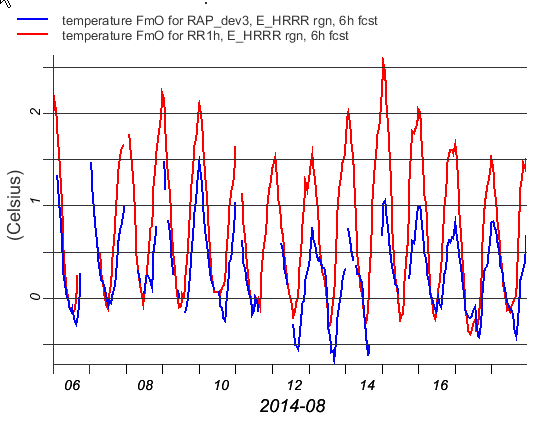 temperature FmO for RAP_dev3, E_HRRR rgn, 6h fcst
temperature FmO for RR1h, E_HRRR rgn, 6h fcst
(Celsius)
2
1
0
06 08 10 12 14 16
2014-08